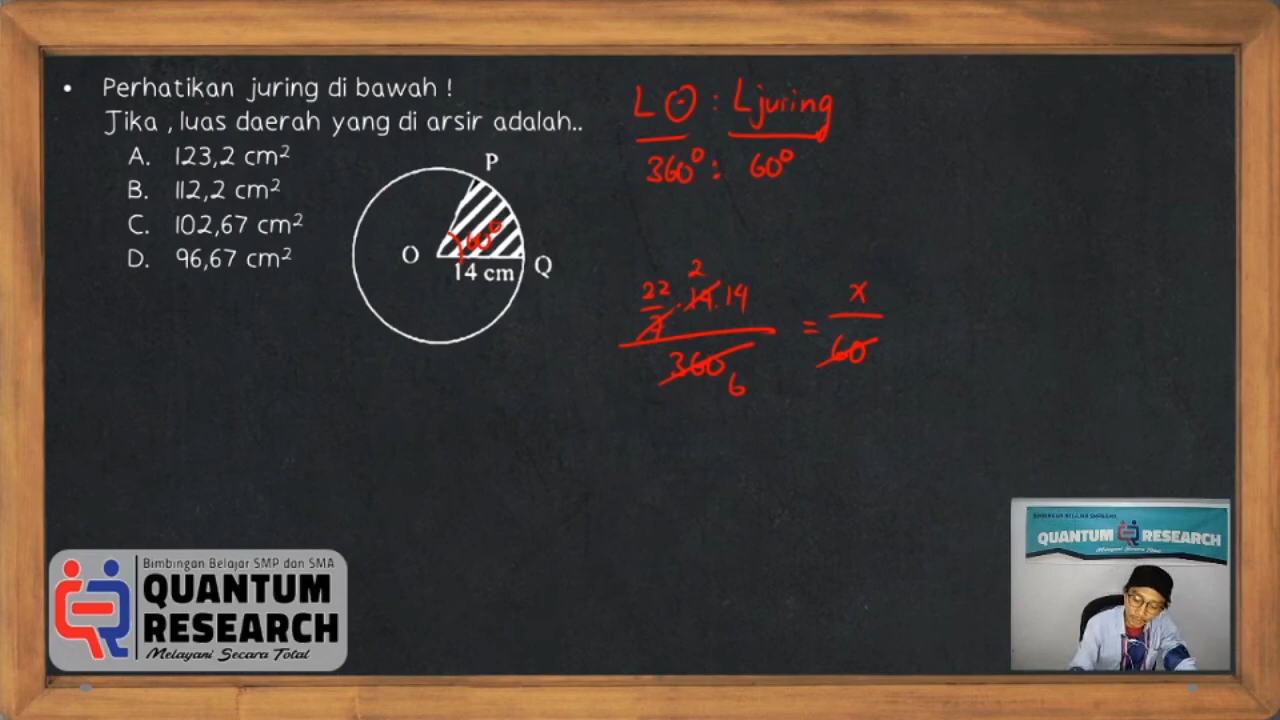 • Perhatikan juring di bawah !
Jika , luas daerah yang di arsir adalah..
A. 123,2 cm²
B. 112,2 cm²
C. 102,67 cm²
D. 96,67 cm²
P
O
60°
14 cm
Q
L⊙ : Ljuring
360° : 60°
22 2
7 . 14 . 14 = x
360 6 60
Bimbingan Belajar SMP dan SMA
QUANTUM
RESEARCH
Melayani Secara Total
QUANTUM RESEARCH
Melayani Secara Total